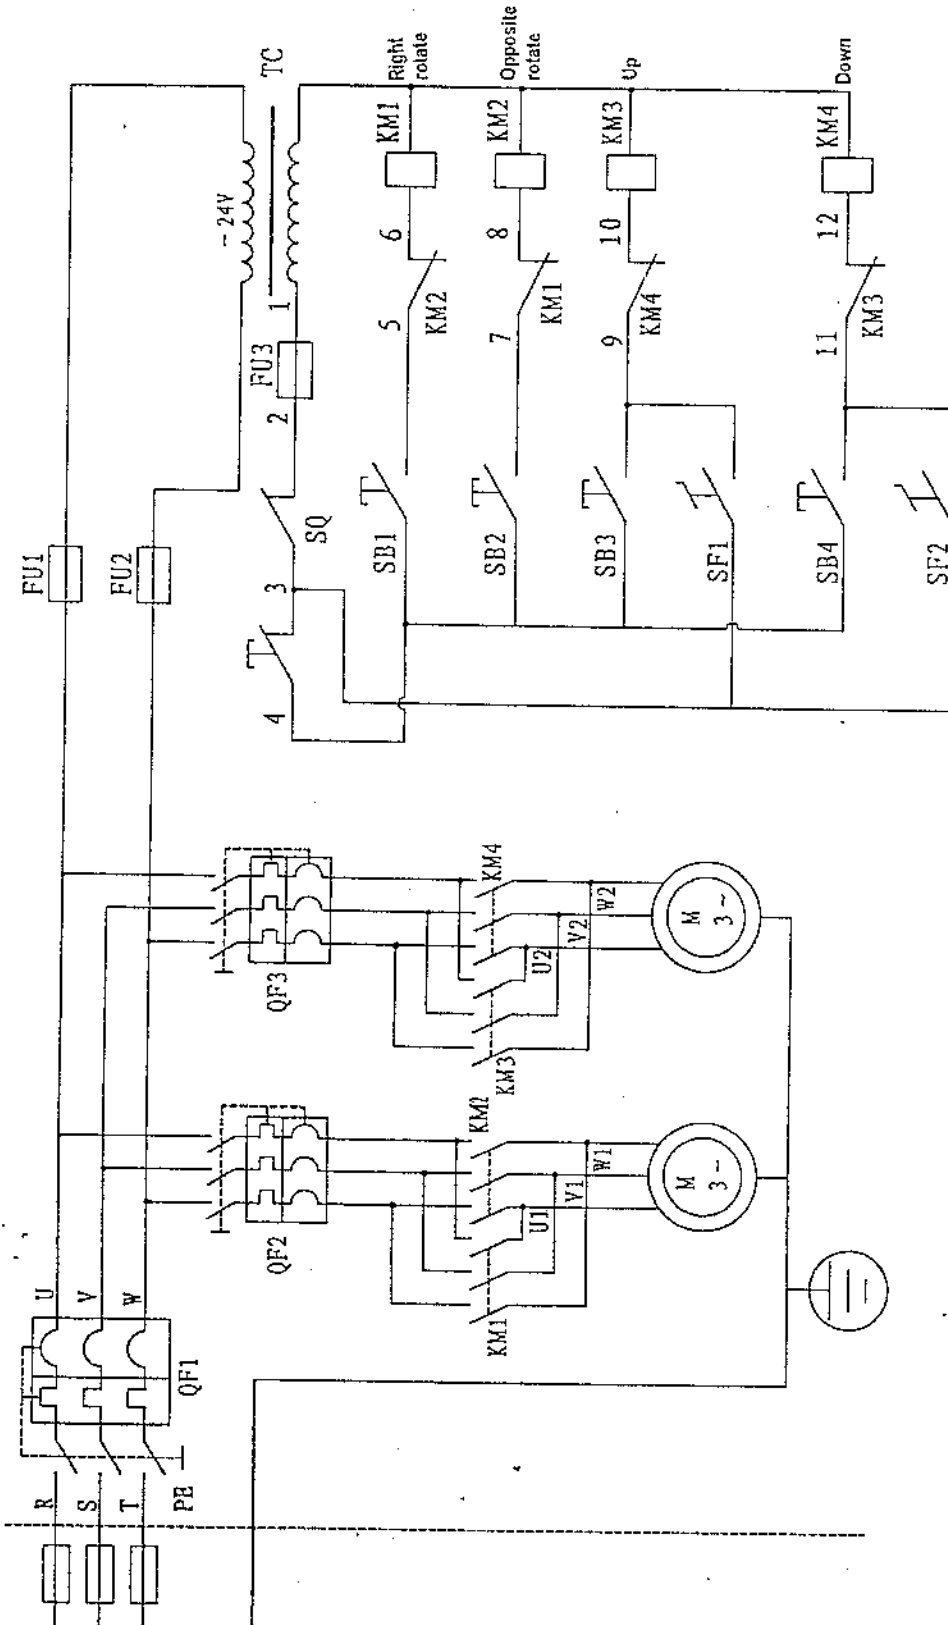 TC
Right
rotate
Opposite
rotate
Up
Down
KM1
KM2
KM3
KM4
-24V
6
8
10
12
1
5
KM2
7
KM1
9
KM4
11
KM3
FU3
2
SQ
FU1
FU2
3
SB1
SB2
SB3
SF1
SB4
SF2
4
KM4
W2
V2
U2
M
3~
QF3
KM3
KM2
W1
V1
U1
M
3~
QF2
KM1
U
V
W
QF1
R
S
T
PE